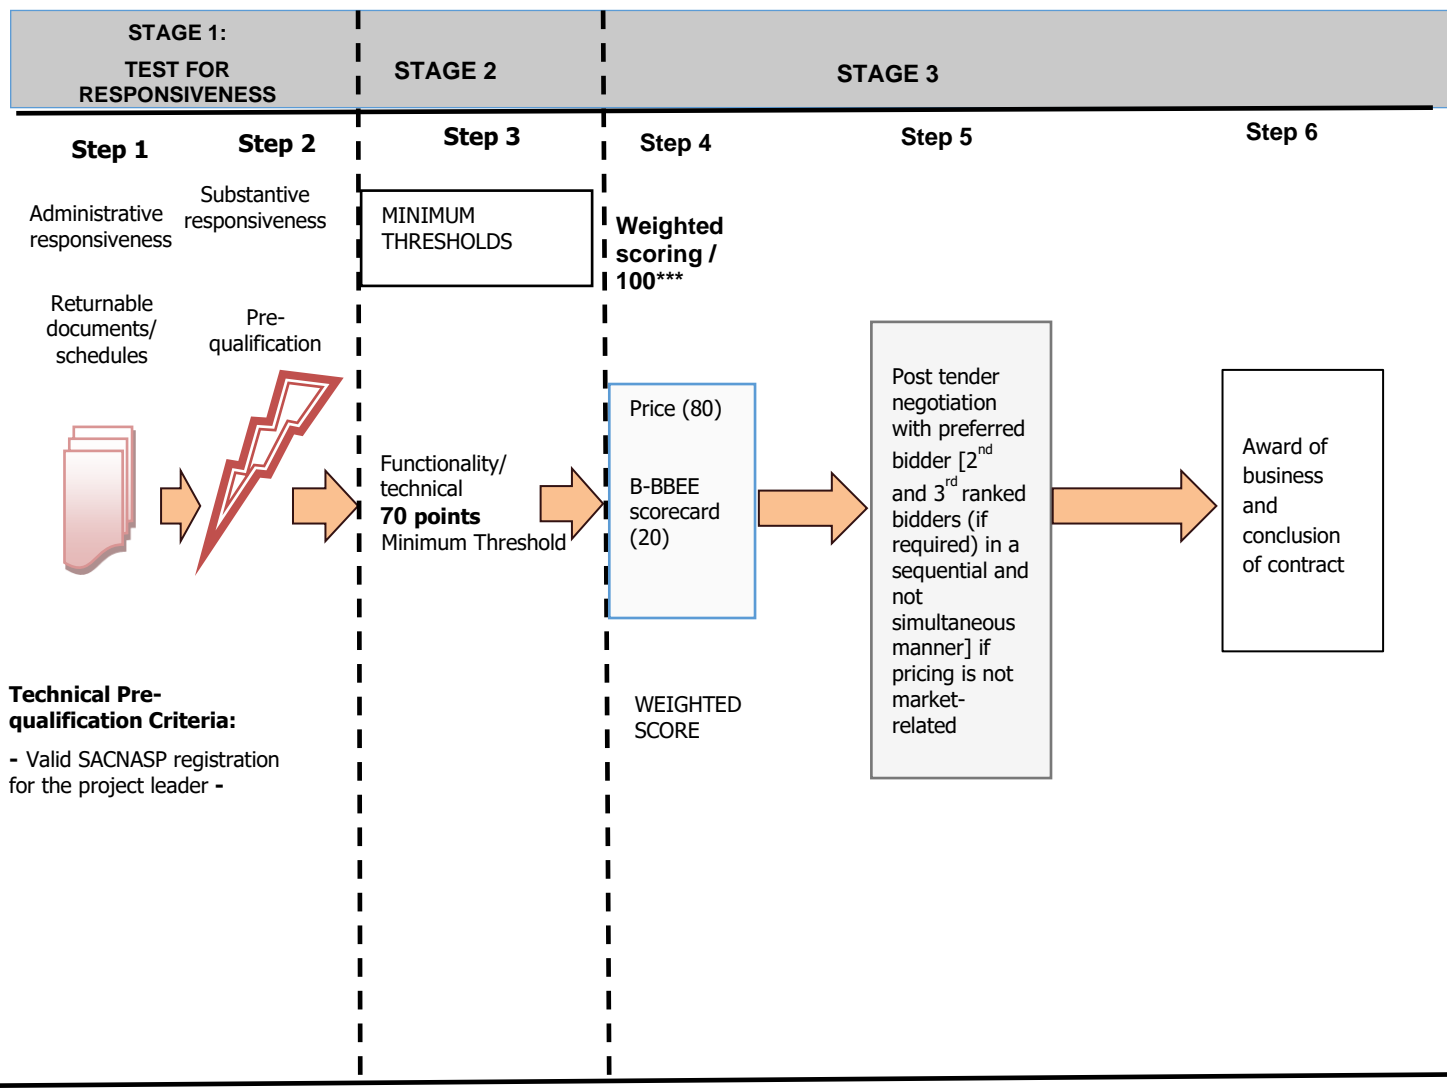 STAGE 1:
TEST FOR
RESPONSIVENESS
STAGE 2
STAGE 3
Step 1
Step 2
Step 3
Step 4
Step 5
Step 6
Administrative
responsiveness
Substantive
responsiveness
MINIMUM
THRESHOLDS
Weighted
scoring /
100***
Returnable
documents/
schedules
Pre-
qualification
Functionality/
technical
70 points
Minimum Threshold
Price (80)
B-BBEE
scorecard
(20)
Post tender
negotiation
with preferred
bidder [2nd
and 3rd ranked
bidders (if
required) in a
sequential and
not
simultaneous
manner] if
pricing is not
market-
related
Award of
business
and
conclusion
of contract
Technical Pre-
qualification Criteria:
- Valid SACNASP registration
for the project leader -
WEIGHTED
SCORE